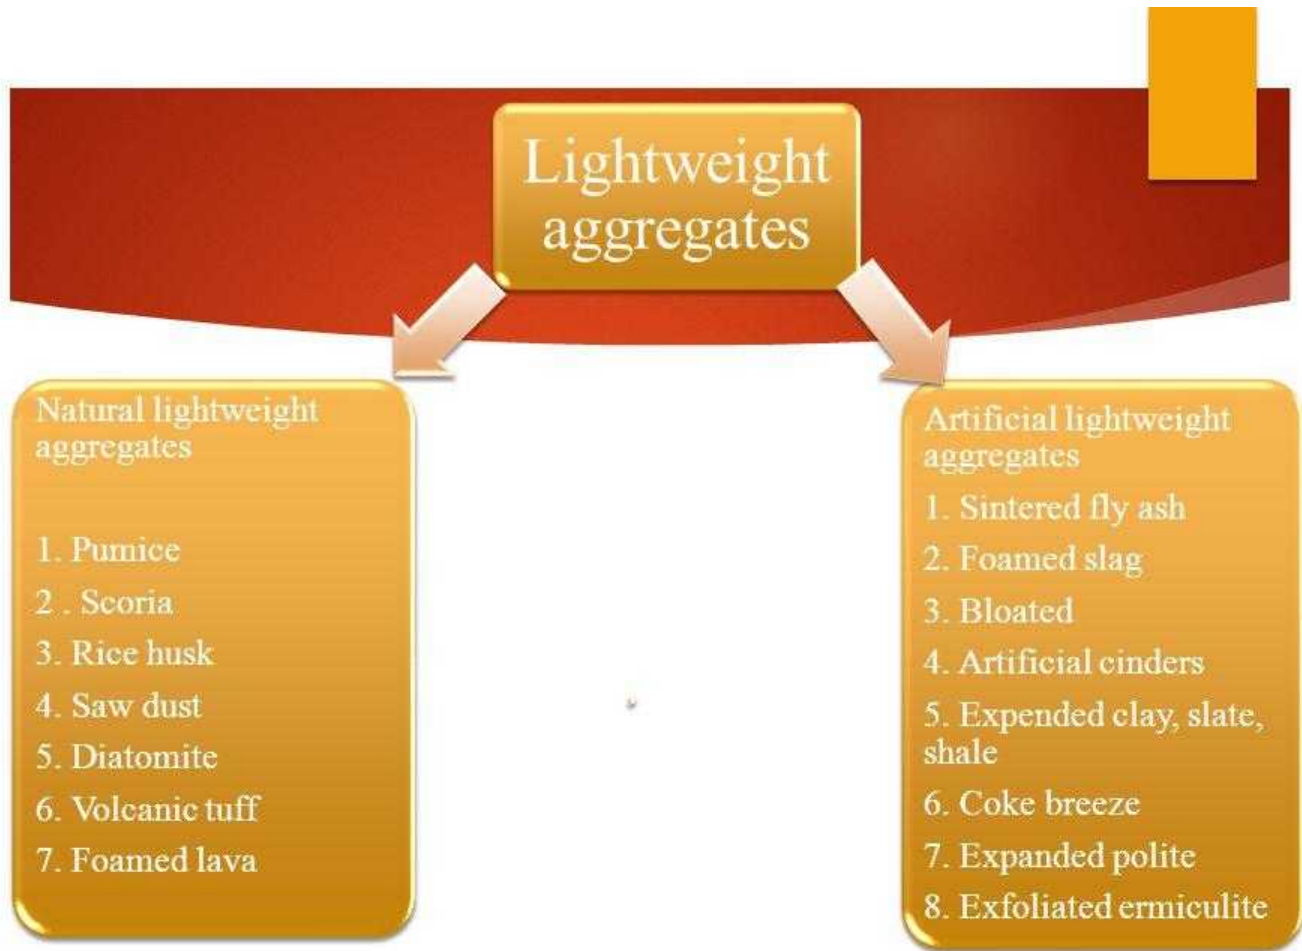 Lightweight
aggregates
Natural lightweight
aggregates
1. Pumice
2 . Scoria
3. Rice husk
4. Saw dust
5. Diatomite
6. Volcanic tuff
7. Foamed lava
Artificial lightweight
aggregates
1. Sintered fly ash
2. Foamed slag
3. Bloated
4. Artificial cinders
5. Expended clay, slate,
shale
6. Coke breeze
7. Expanded polite
8. Exfoliated ermiculite